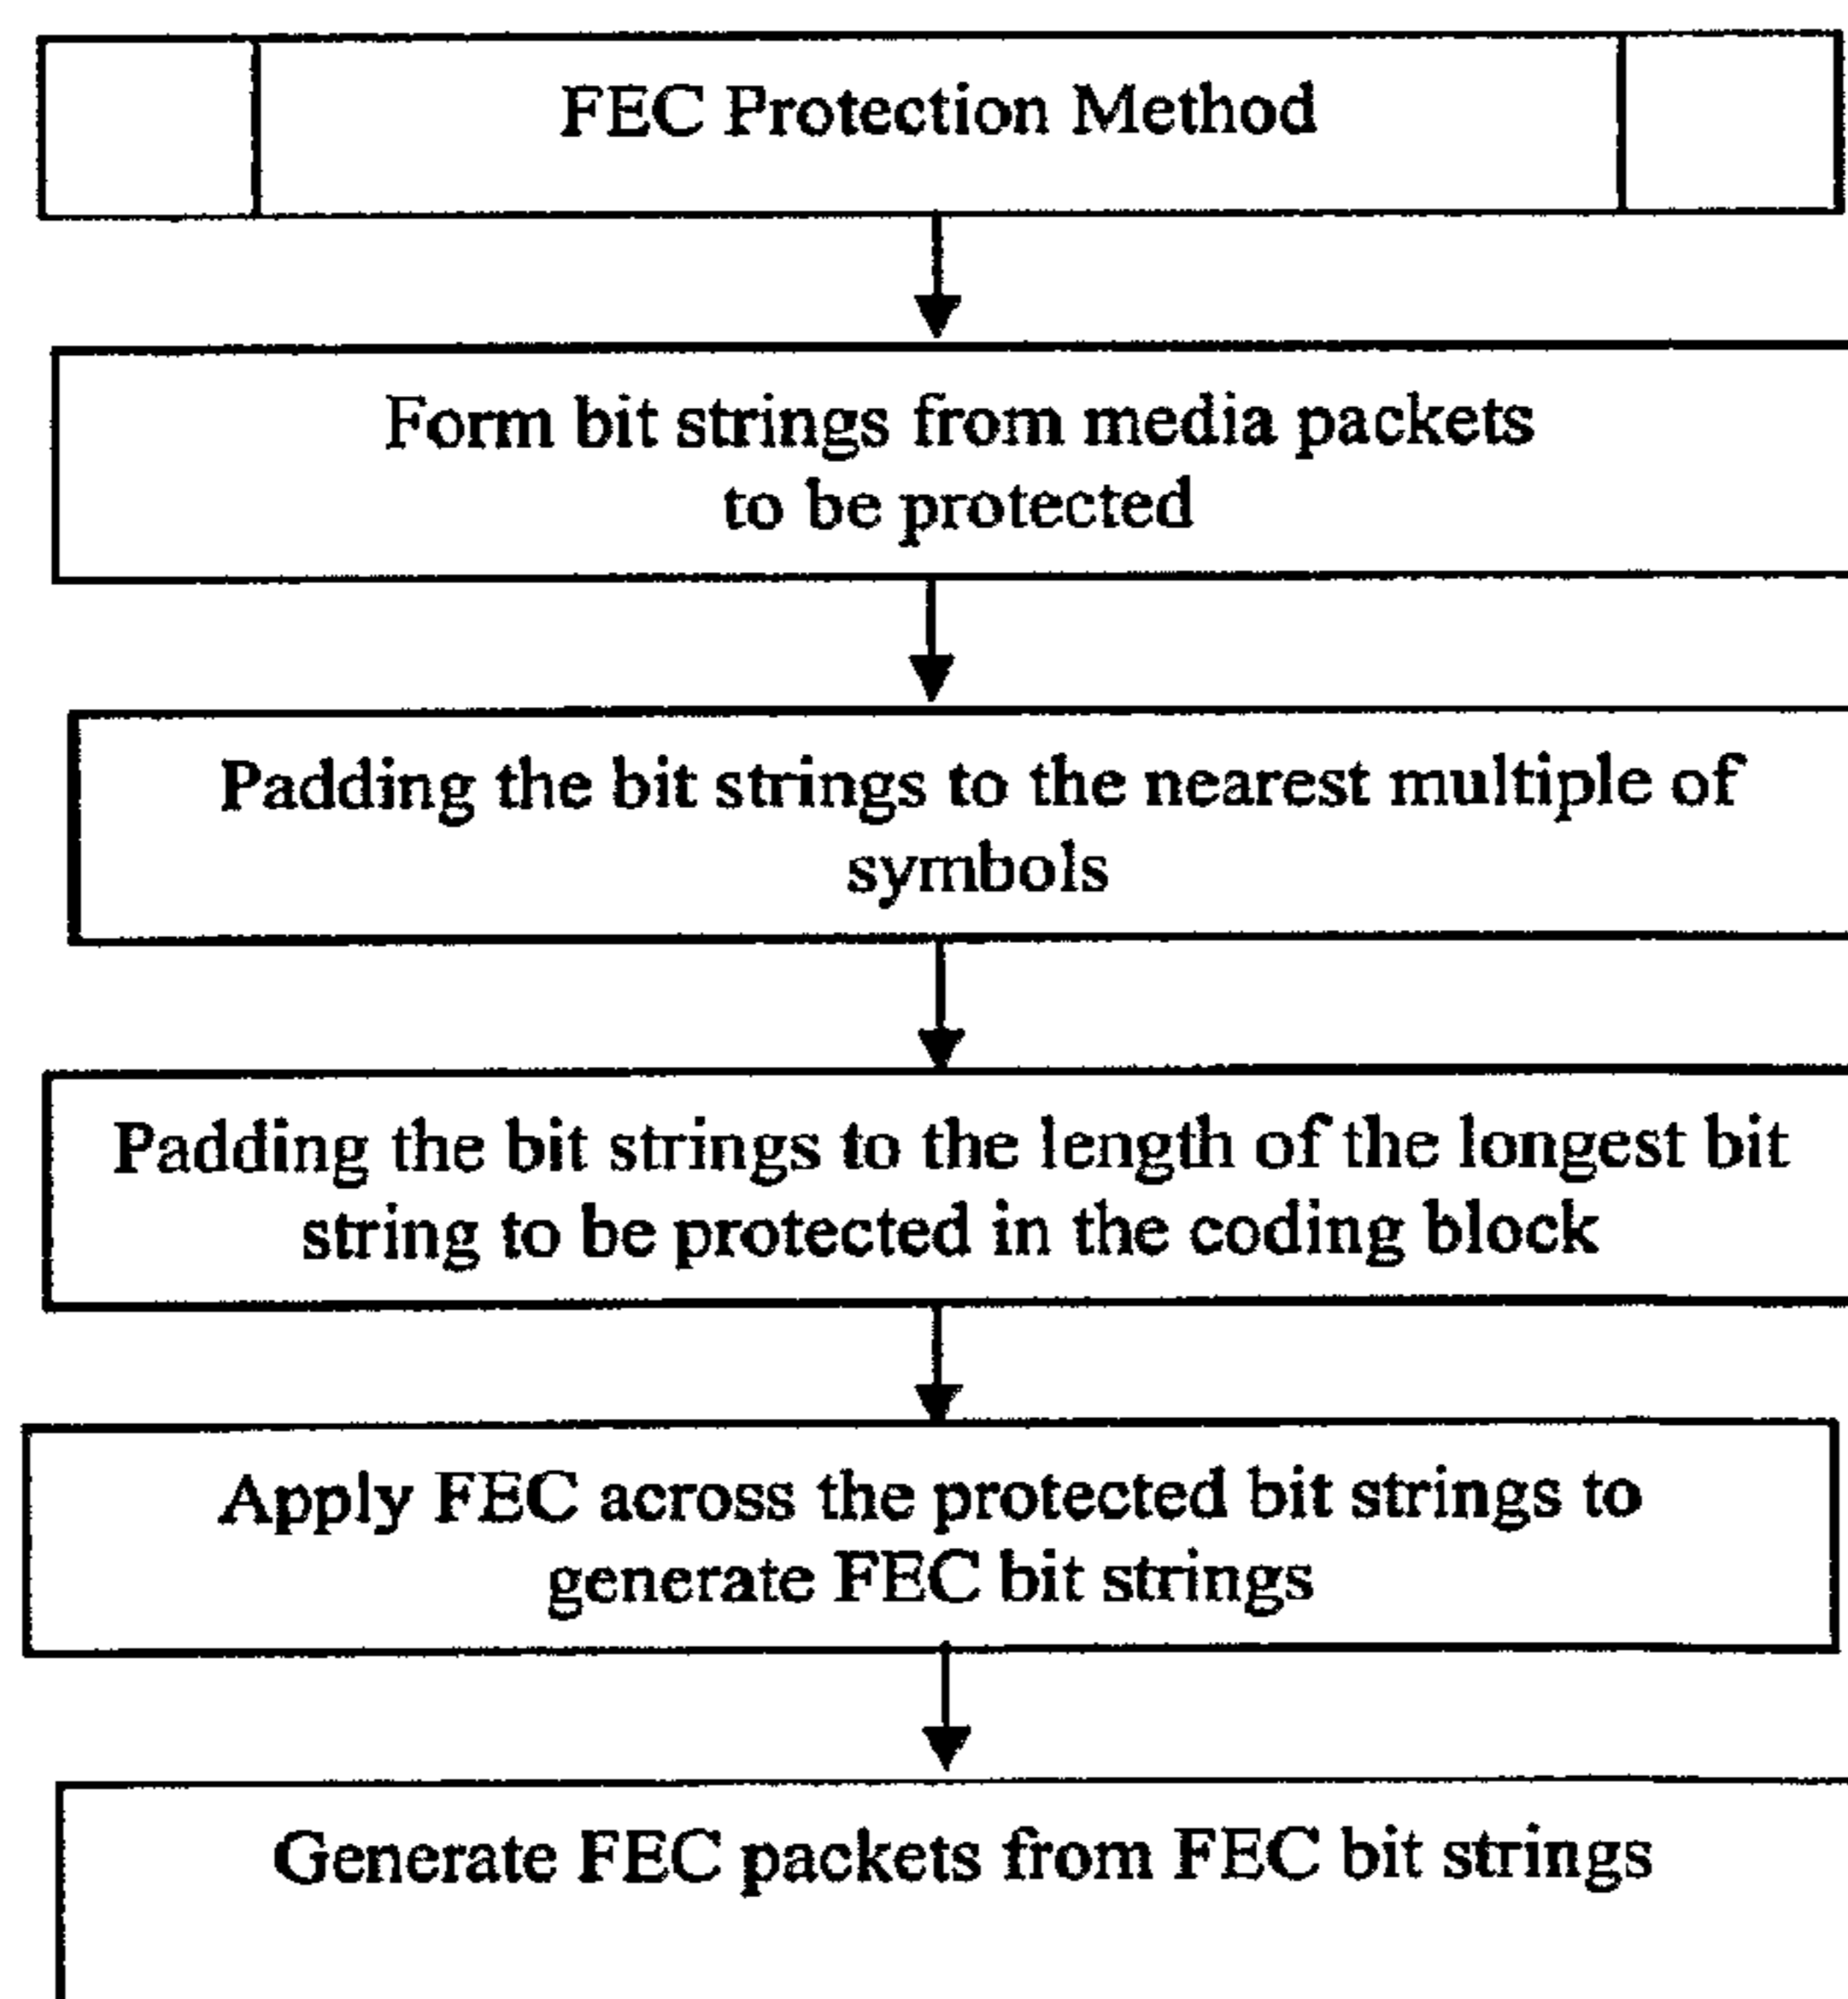 FEC Protection Method
Form bit strings from media packets
to be protected
Padding the bit strings to the nearest multiple of
symbols
Padding the bit strings to the length of the longest bit
string to be protected in the coding block
Apply FEC across the protected bit strings to
generate FEC bit strings
Generate FEC packets from FEC bit strings